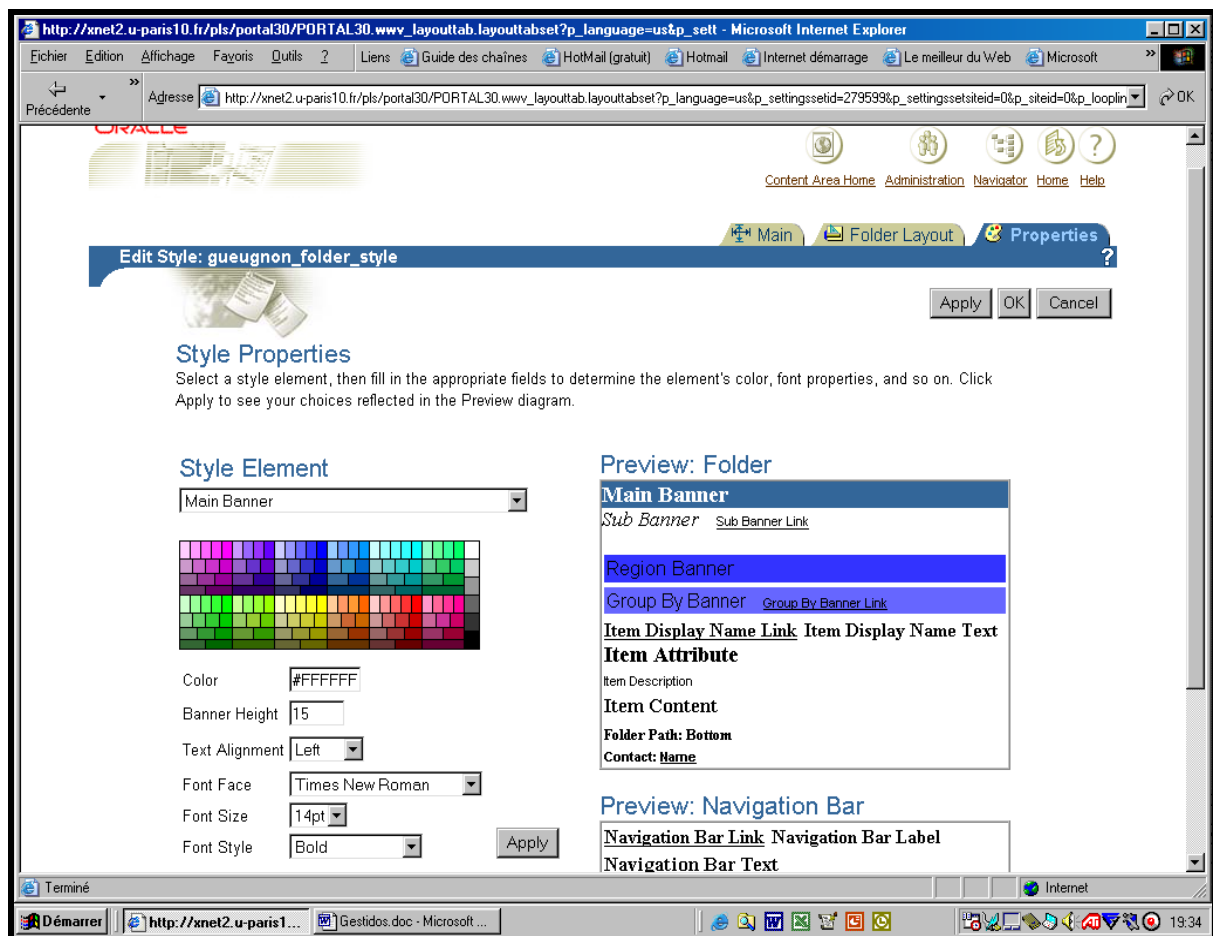 http://xnet2.u-paris10.fr/pls/portal30/PORTAL30.wwv_layouttab.layouttabset?p_language=us&p_sett - Microsoft Internet Explorer
Fichier Edition Affichage Favoris Outils ? Liens Guide des chaînes HotMail (gratuit) Hotmail Internet démarrage Le meilleur du Web Microsoft »
Précédente » Adresse http://xnet2.u-paris10.fr/pls/portal30/PORTAL30.wwv_layouttab.layouttabset?p_language=us&p_settingssetid=279599&p_settingssetsiteid=0&p_siteid=0&p_looplin OK
ORACLE
Content Area Home Administration Navigator Home Help
Main Folder Layout Properties
Edit Style: gueugnon_folder_style ?
Apply OK Cancel
Style Properties
Select a style element, then fill in the appropriate fields to determine the element's color, font properties, and so on. Click
Apply to see your choices reflected in the Preview diagram.
Style Element
Main Banner
Color #FFFFFF
Banner Height 15
Text Alignment Left
Font Face Times New Roman
Font Size 14pt
Font Style Bold
Apply
Preview: Folder
Main Banner
Sub Banner Sub Banner Link
Region Banner
Group By Banner Group By Banner Link
Item Display Name Link Item Display Name Text
Item Attribute
Item Description
Item Content
Folder Path: Bottom
Contact: Name
Preview: Navigation Bar
Navigation Bar Link Navigation Bar Label
Navigation Bar Text
Terminé Internet
Démarrer http://xnet2.u-paris1... Gestidos.doc - Microsoft ... 19:34